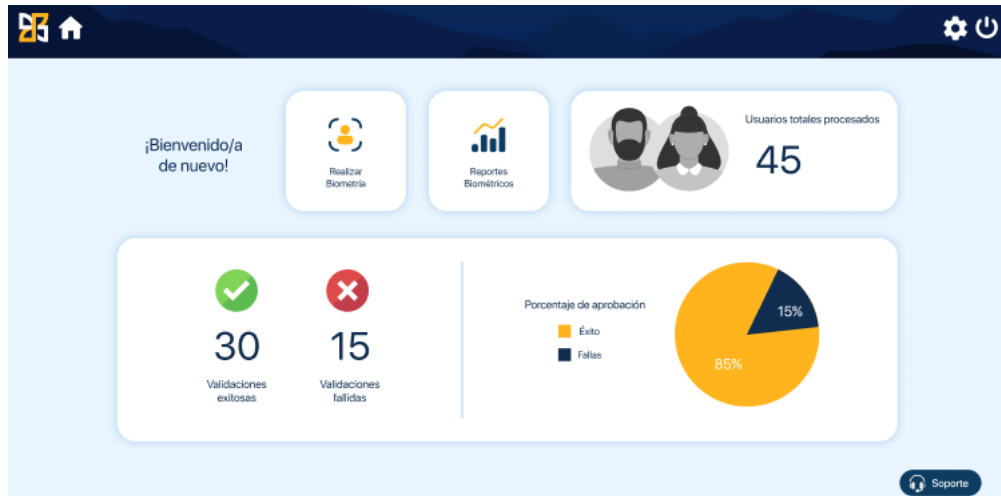 ¡Bienvenido/a
de nuevo!
Realizar
Biometría
Reportes
Biométricos
Usuarios totales procesados
45
30
Validaciones
exitosas
15
Validaciones
fallidas
Porcentaje de aprobación
Éxito
Fallas
15%
85%
Soporte